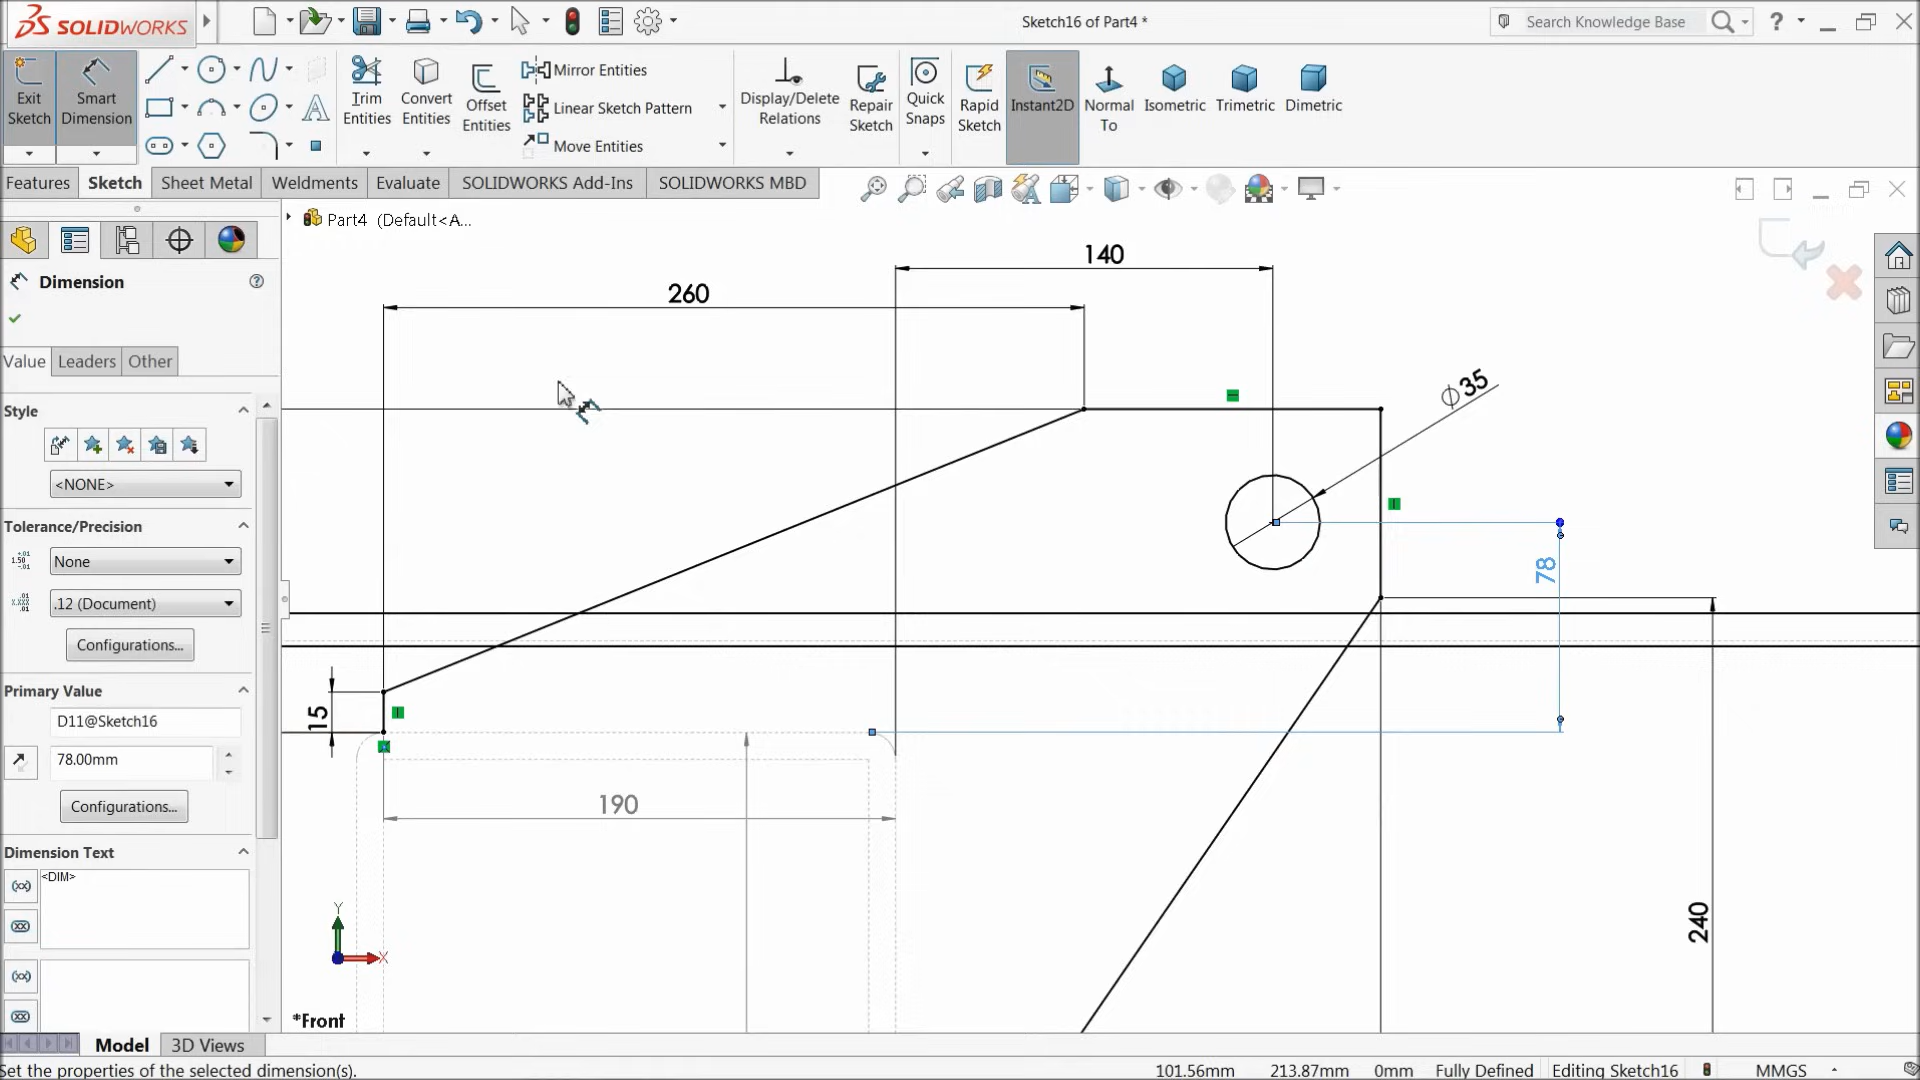 SOLIDWORKS
Sketch16 of Part4 *
Search Knowledge Base
Exit Sketch
Smart Dimension
Trim Entities
Convert Entities
Offset Entities
Mirror Entities
Linear Sketch Pattern
Move Entities
Display/Delete Relations
Repair Sketch
Quick Snaps
Rapid Sketch
Instant2D
Normal To
Isometric
Trimetric
Dimetric
Features
Sketch
Sheet Metal
Weldments
Evaluate
SOLIDWORKS Add-Ins
SOLIDWORKS MBD
Part4 (Default<A...
Dimension
Value
Leaders
Other
Style
<NONE>
Tolerance/Precision
None
.12 (Document)
Configurations...
Primary Value
D11@Sketch16
78.00mm
Configurations...
Dimension Text
<DIM>
140
260
⌀35
78
15
190
240
Y
X
*Front
Model
3D Views
Set the properties of the selected dimension(s).
101.56mm
213.87mm
0mm
Fully Defined
Editing Sketch16
MMGS